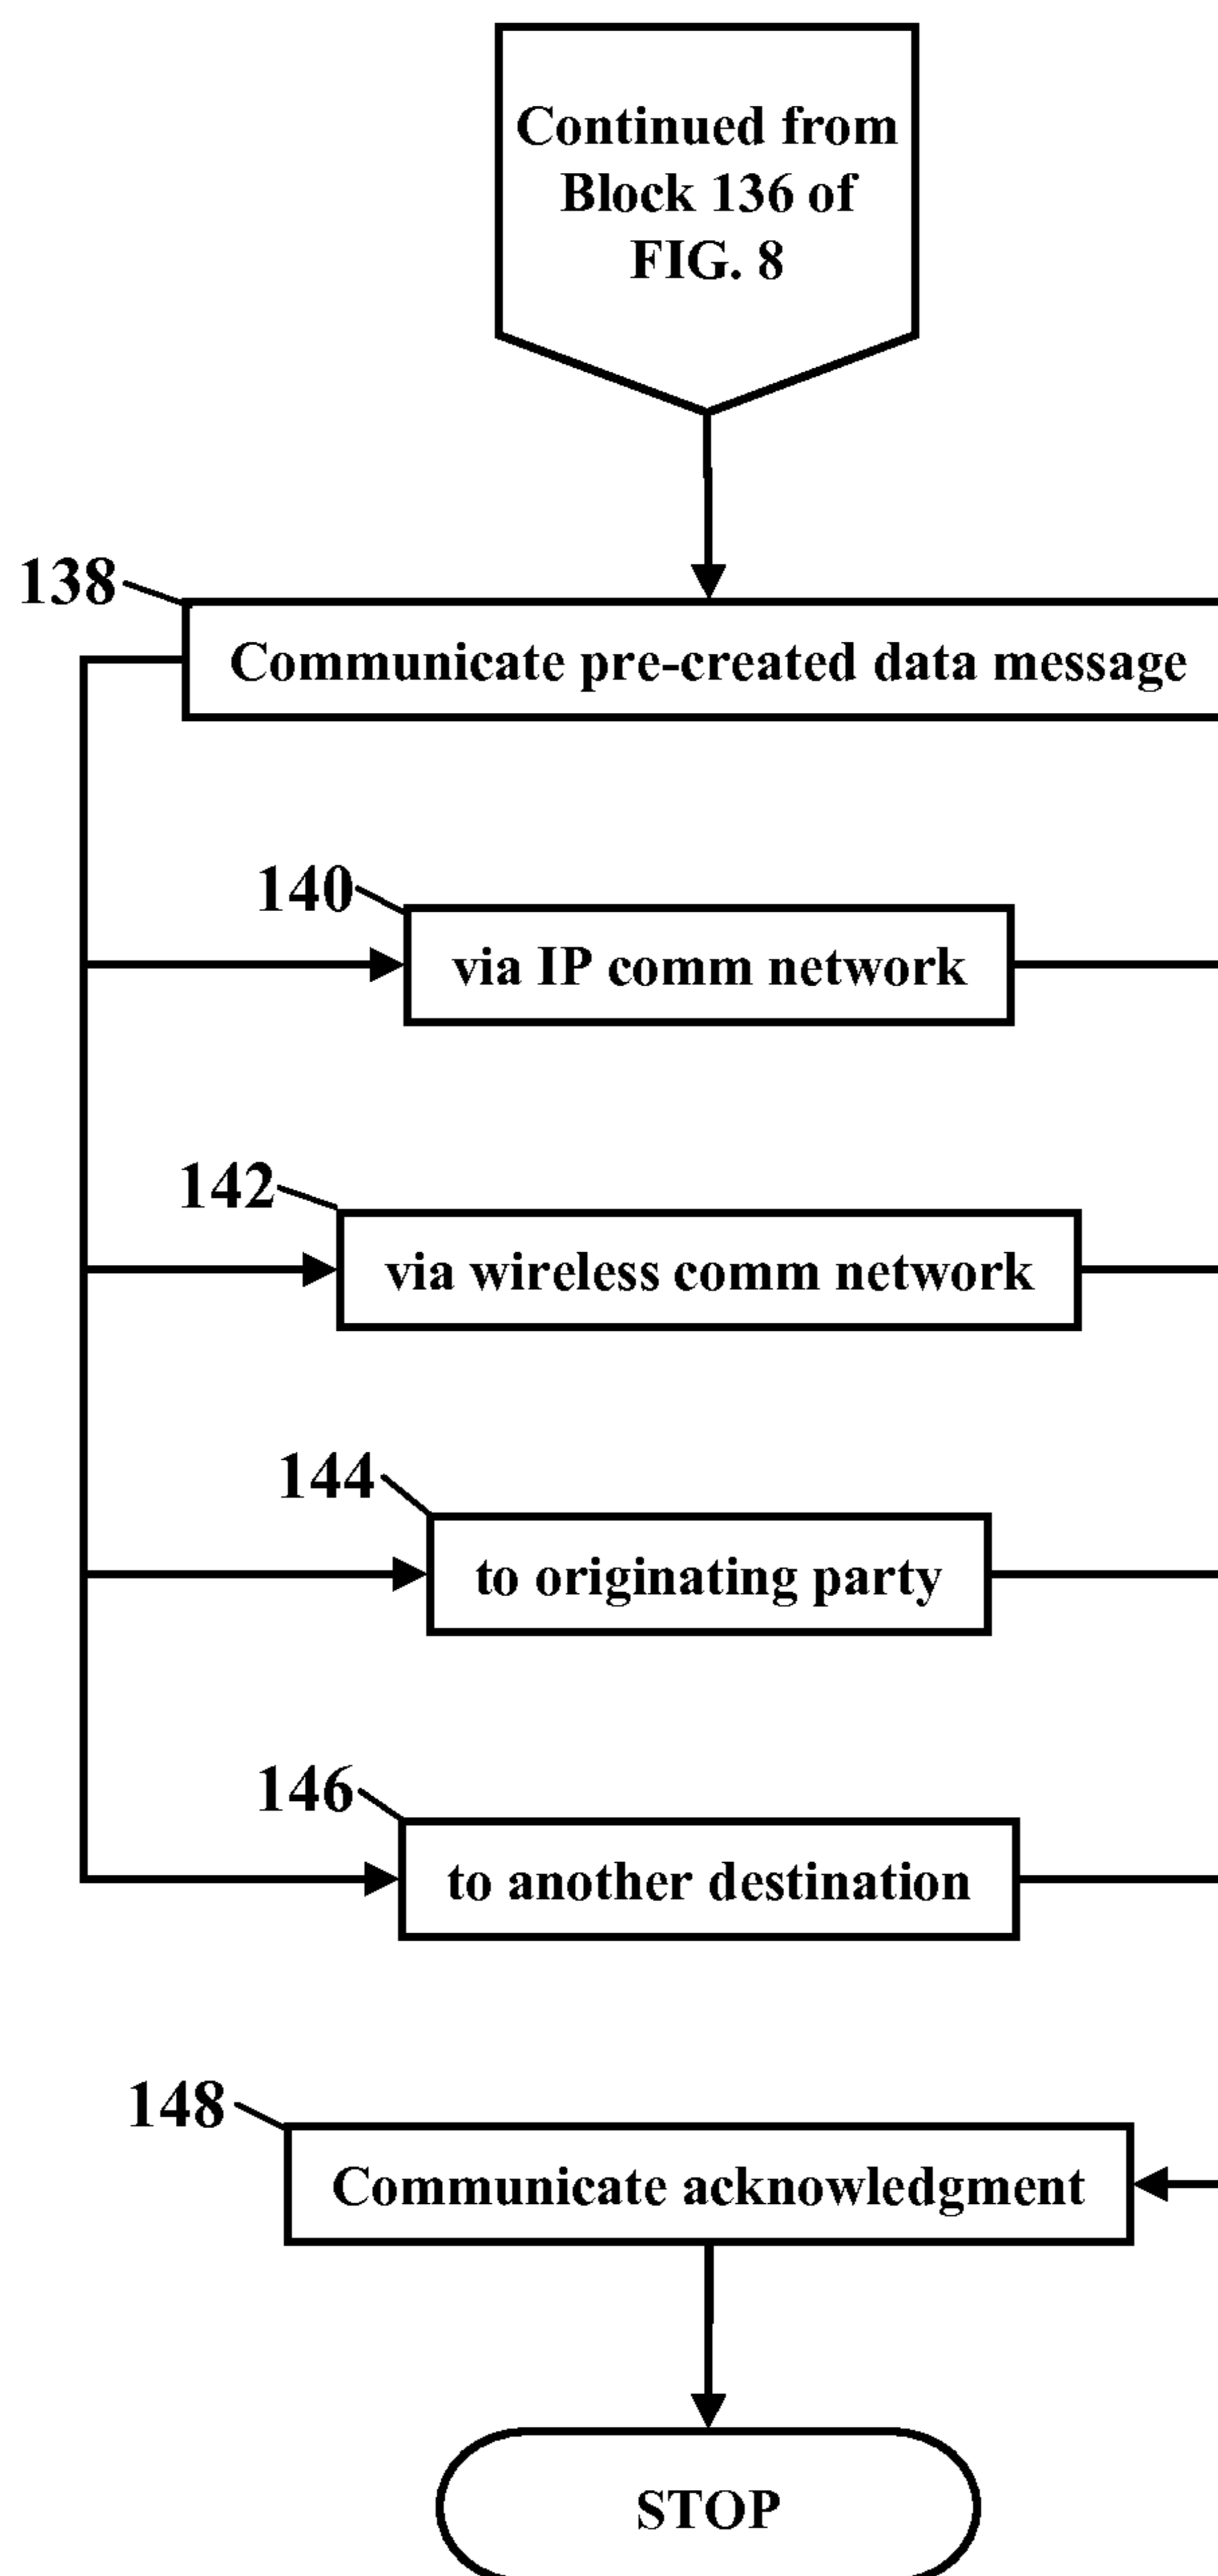 Continued from
Block 136 of
FIG. 8
138
Communicate pre-created data message
140
via IP comm network
142
via wireless comm network
144
to originating party
146
to another destination
148
Communicate acknowledgment
STOP